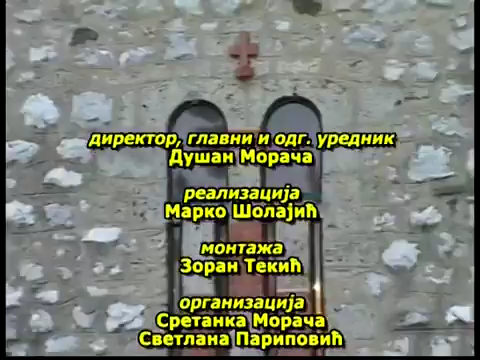 директор, главни и одг. уредник
Душан Морача
реализација
Марко Шолајић
монтажа
Зоран Текић
организација
Сретанка Морача
Светлана Париповић